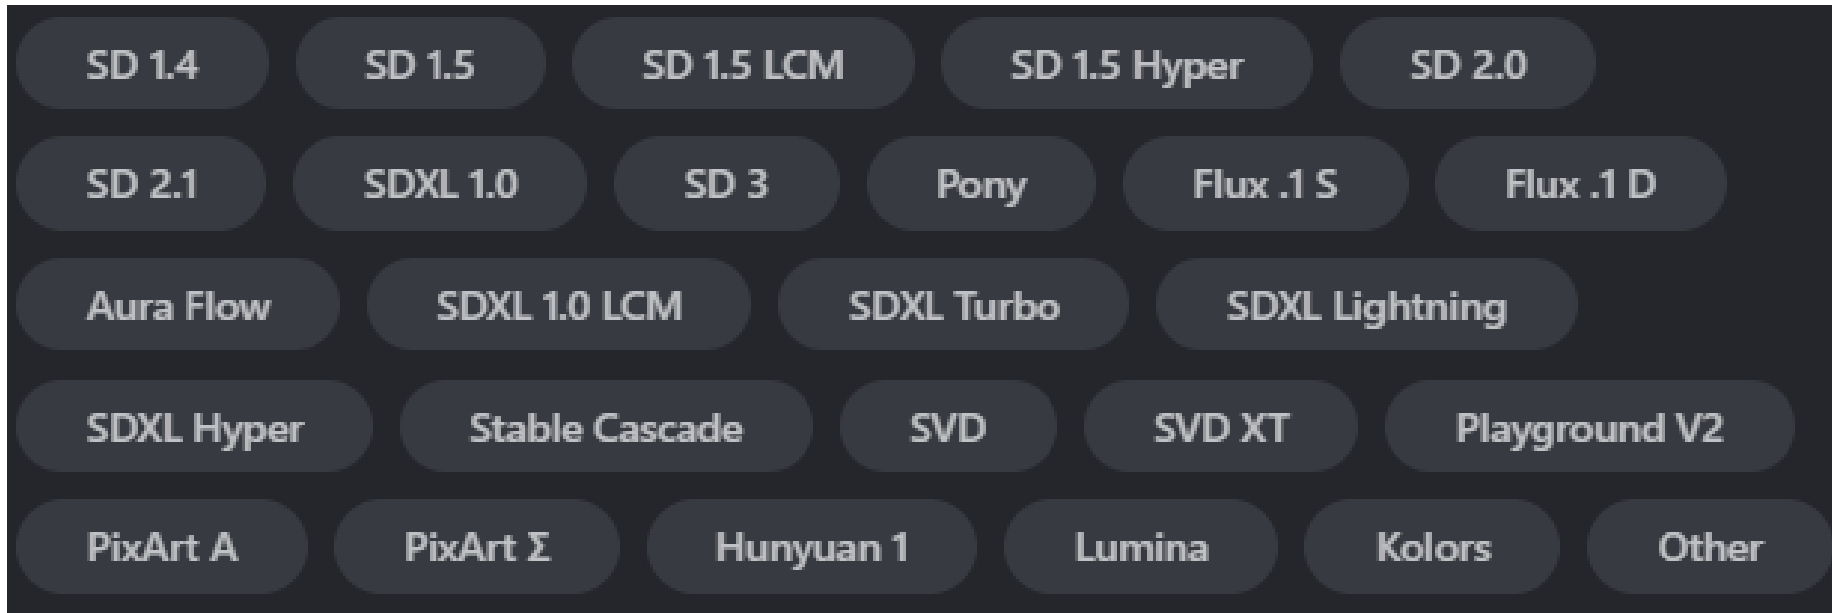 SD 1.4 SD 1.5 SD 1.5 LCM SD 1.5 Hyper SD 2.0
SD 2.1 SDXL 1.0 SD 3 Pony Flux .1 S Flux .1 D
Aura Flow SDXL 1.0 LCM SDXL Turbo SDXL Lightning
SDXL Hyper Stable Cascade SVD SVD XT Playground V2
PixArt A PixArt Σ Hunyuan 1 Lumina Kolors Other